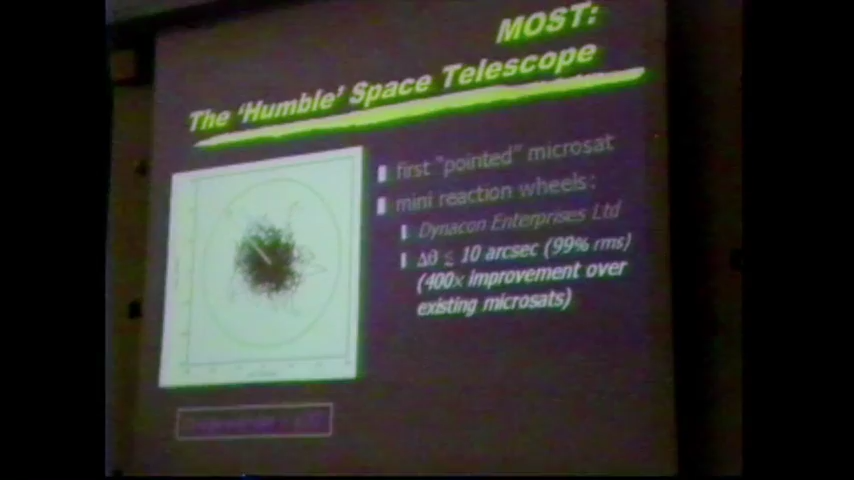 MOST:
The ‘Humble’ Space Telescope
first "pointed" microsat
mini reaction wheels:
Dynacon Enterprises Ltd
Δθ ≤ 10 arcsec (99% rms)
(400× improvement over
existing microsats)